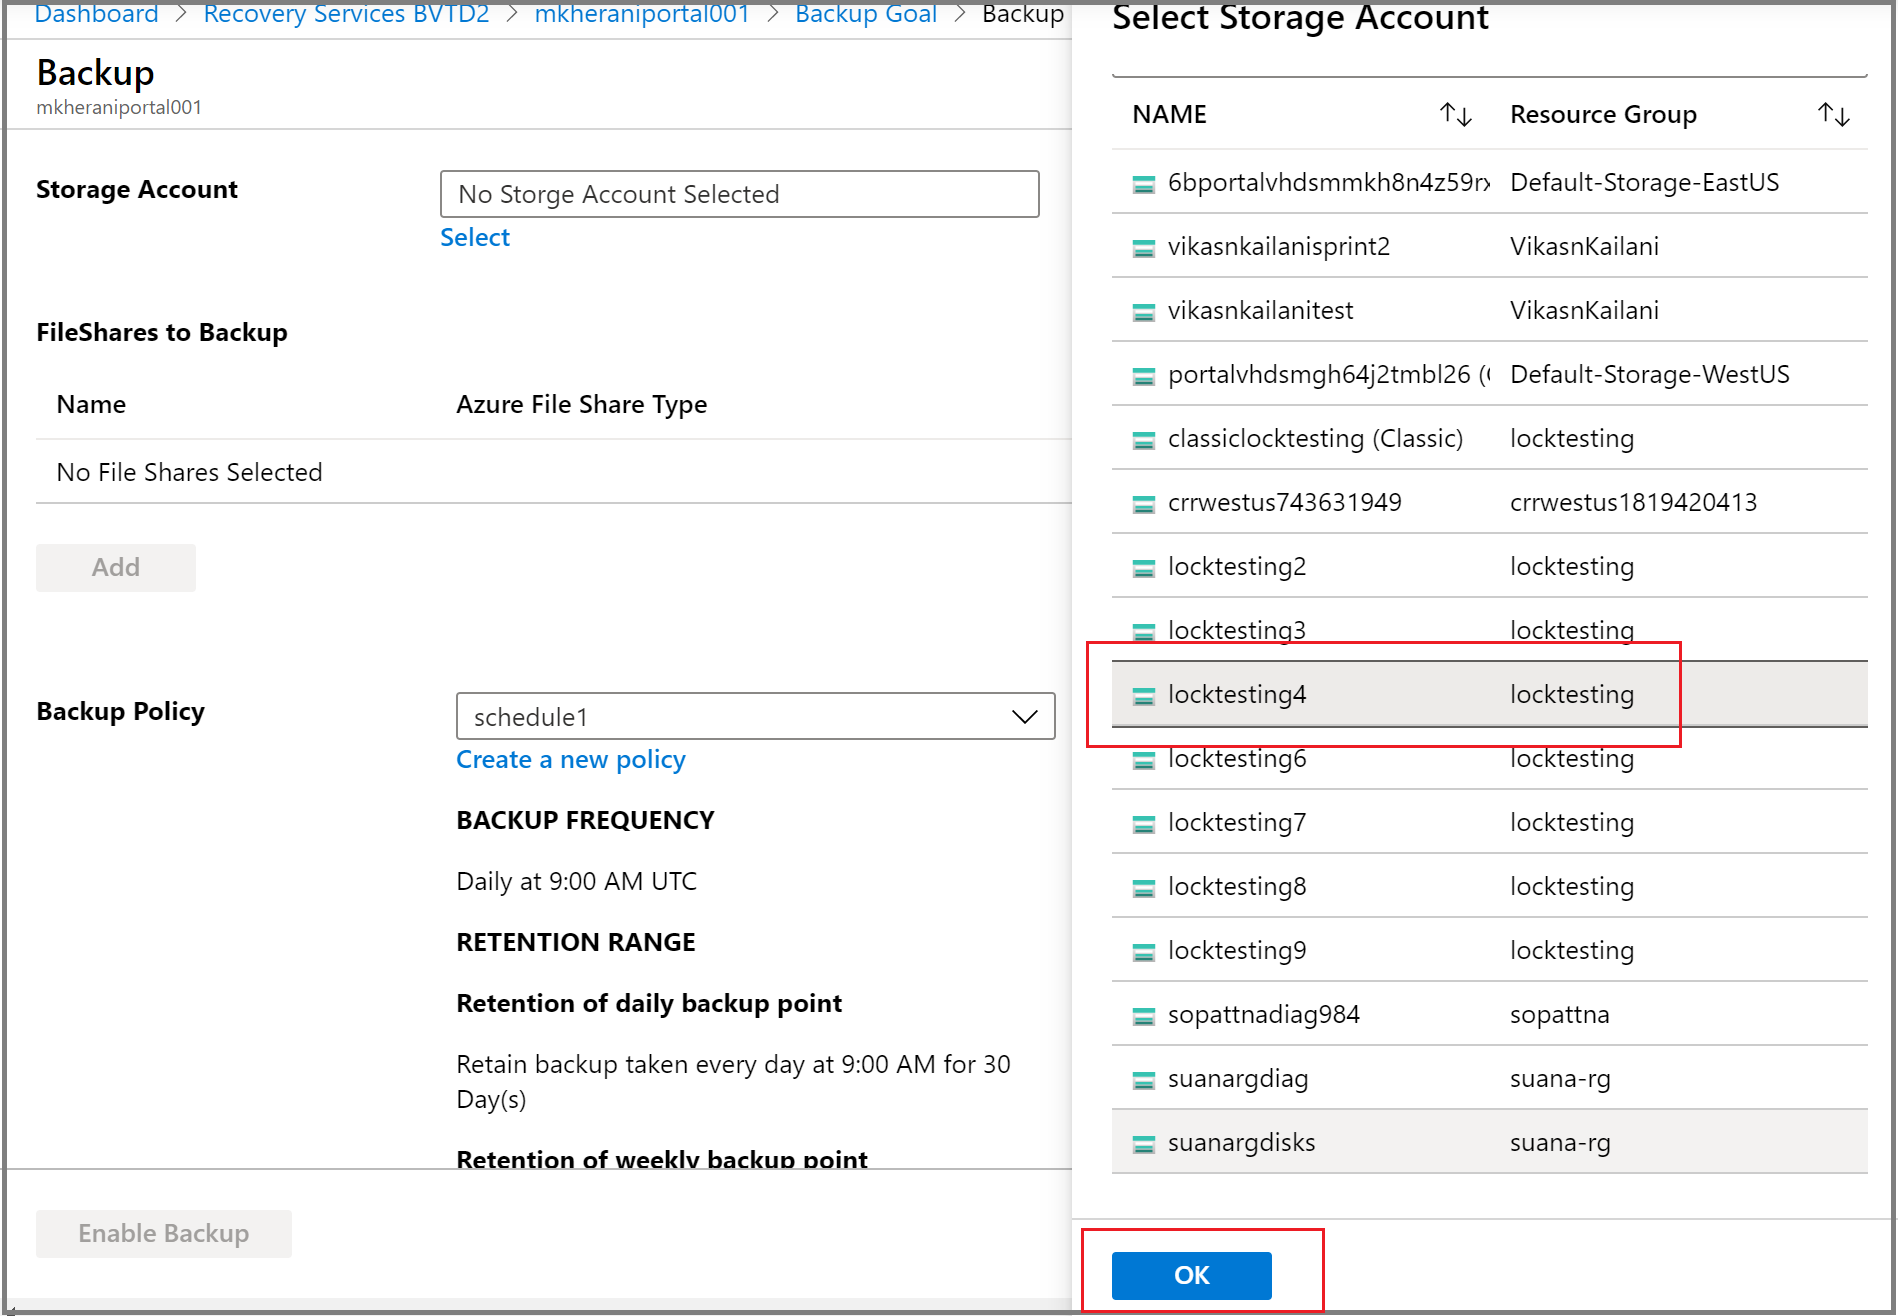 Dashboard > Recovery Services BVTD2 > mkheraniportal001 > Backup Goal > Backup
Backup
mkheraniportal001
Storage Account
No Storge Account Selected
Select
FileShares to Backup
Name Azure File Share Type
No File Shares Selected
Add
Backup Policy
schedule1
Create a new policy
BACKUP FREQUENCY
Daily at 9:00 AM UTC
RETENTION RANGE
Retention of daily backup point
Retain backup taken every day at 9:00 AM for 30
Day(s)
Retention of weekly backup point
Enable Backup
Select Storage Account
NAME Resource Group
6bportalvhdsmmkh8n4z59rx Default-Storage-EastUS
vikasnkailanisprint2 VikasnKailani
vikasnkailanitest VikasnKailani
portalvhdsmgh64j2tmbl26 ( Default-Storage-WestUS
classiclocktesting (Classic) locktesting
crrwestus743631949 crrwestus1819420413
locktesting2 locktesting
locktesting3 locktesting
locktesting4 locktesting
locktesting6 locktesting
locktesting7 locktesting
locktesting8 locktesting
locktesting9 locktesting
sopattnadiag984 sopattna
suanargdiag suana-rg
suanargdisks suana-rg
OK